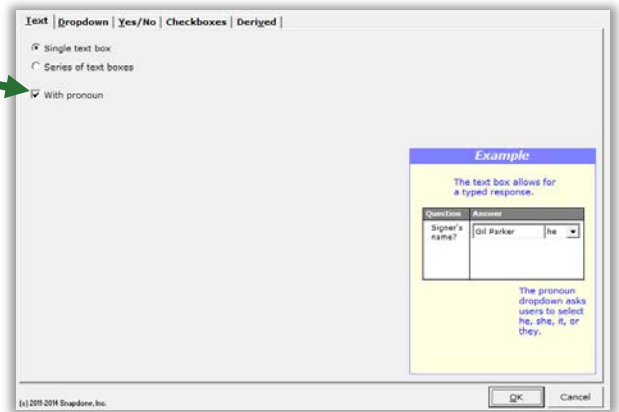 Text | Dropdown | Yes/No | Checkboxes | Derived |
Single text box
Series of text boxes
With pronoun
Example
The text box allows for
a typed response.
Question Answer
Signer's
name?
Gil Parker he
The pronoun
dropdown asks
users to select
he, she, it, or
they.
(c) 2011-2014 Snapdone, Inc.
OK Cancel